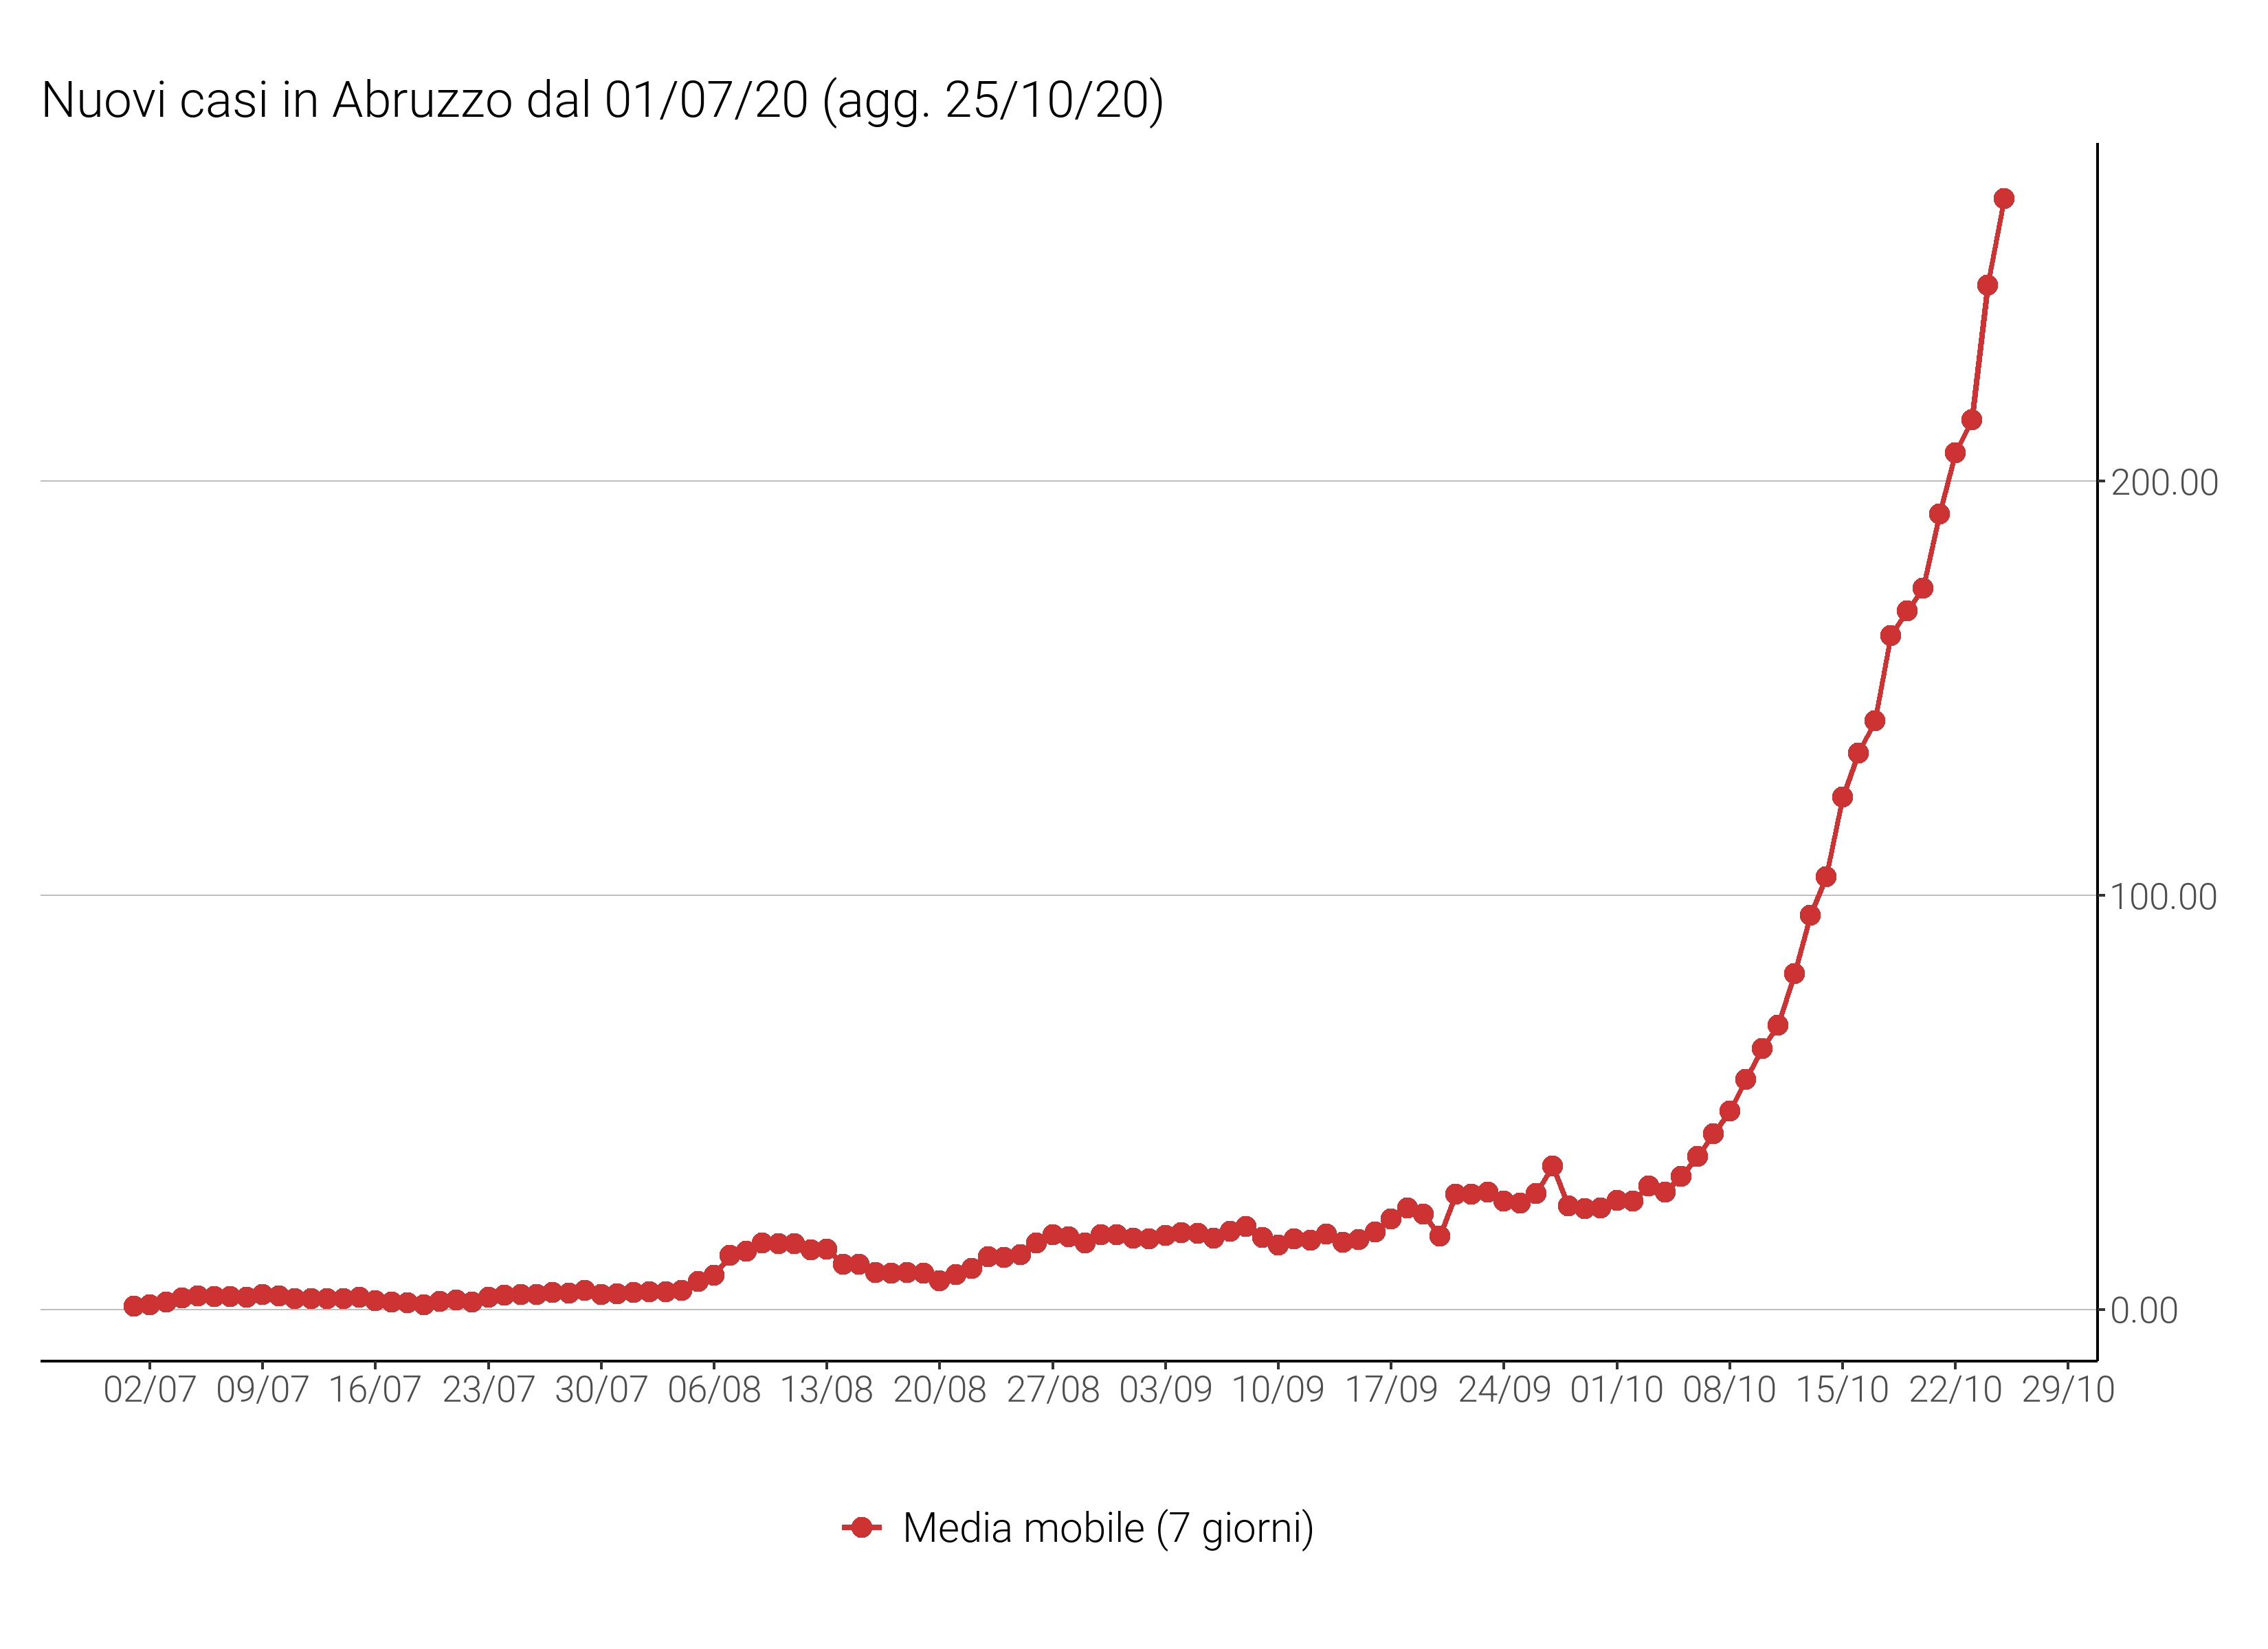 Nuovi casi in Abruzzo dal 01/07/20 (agg. 25/10/20)
200.00
100.00
0.00
02/07 09/07 16/07 23/07 30/07 06/08 13/08 20/08 27/08 03/09 10/09 17/09 24/09 01/10 08/10 15/10 22/10 29/10
Media mobile (7 giorni)